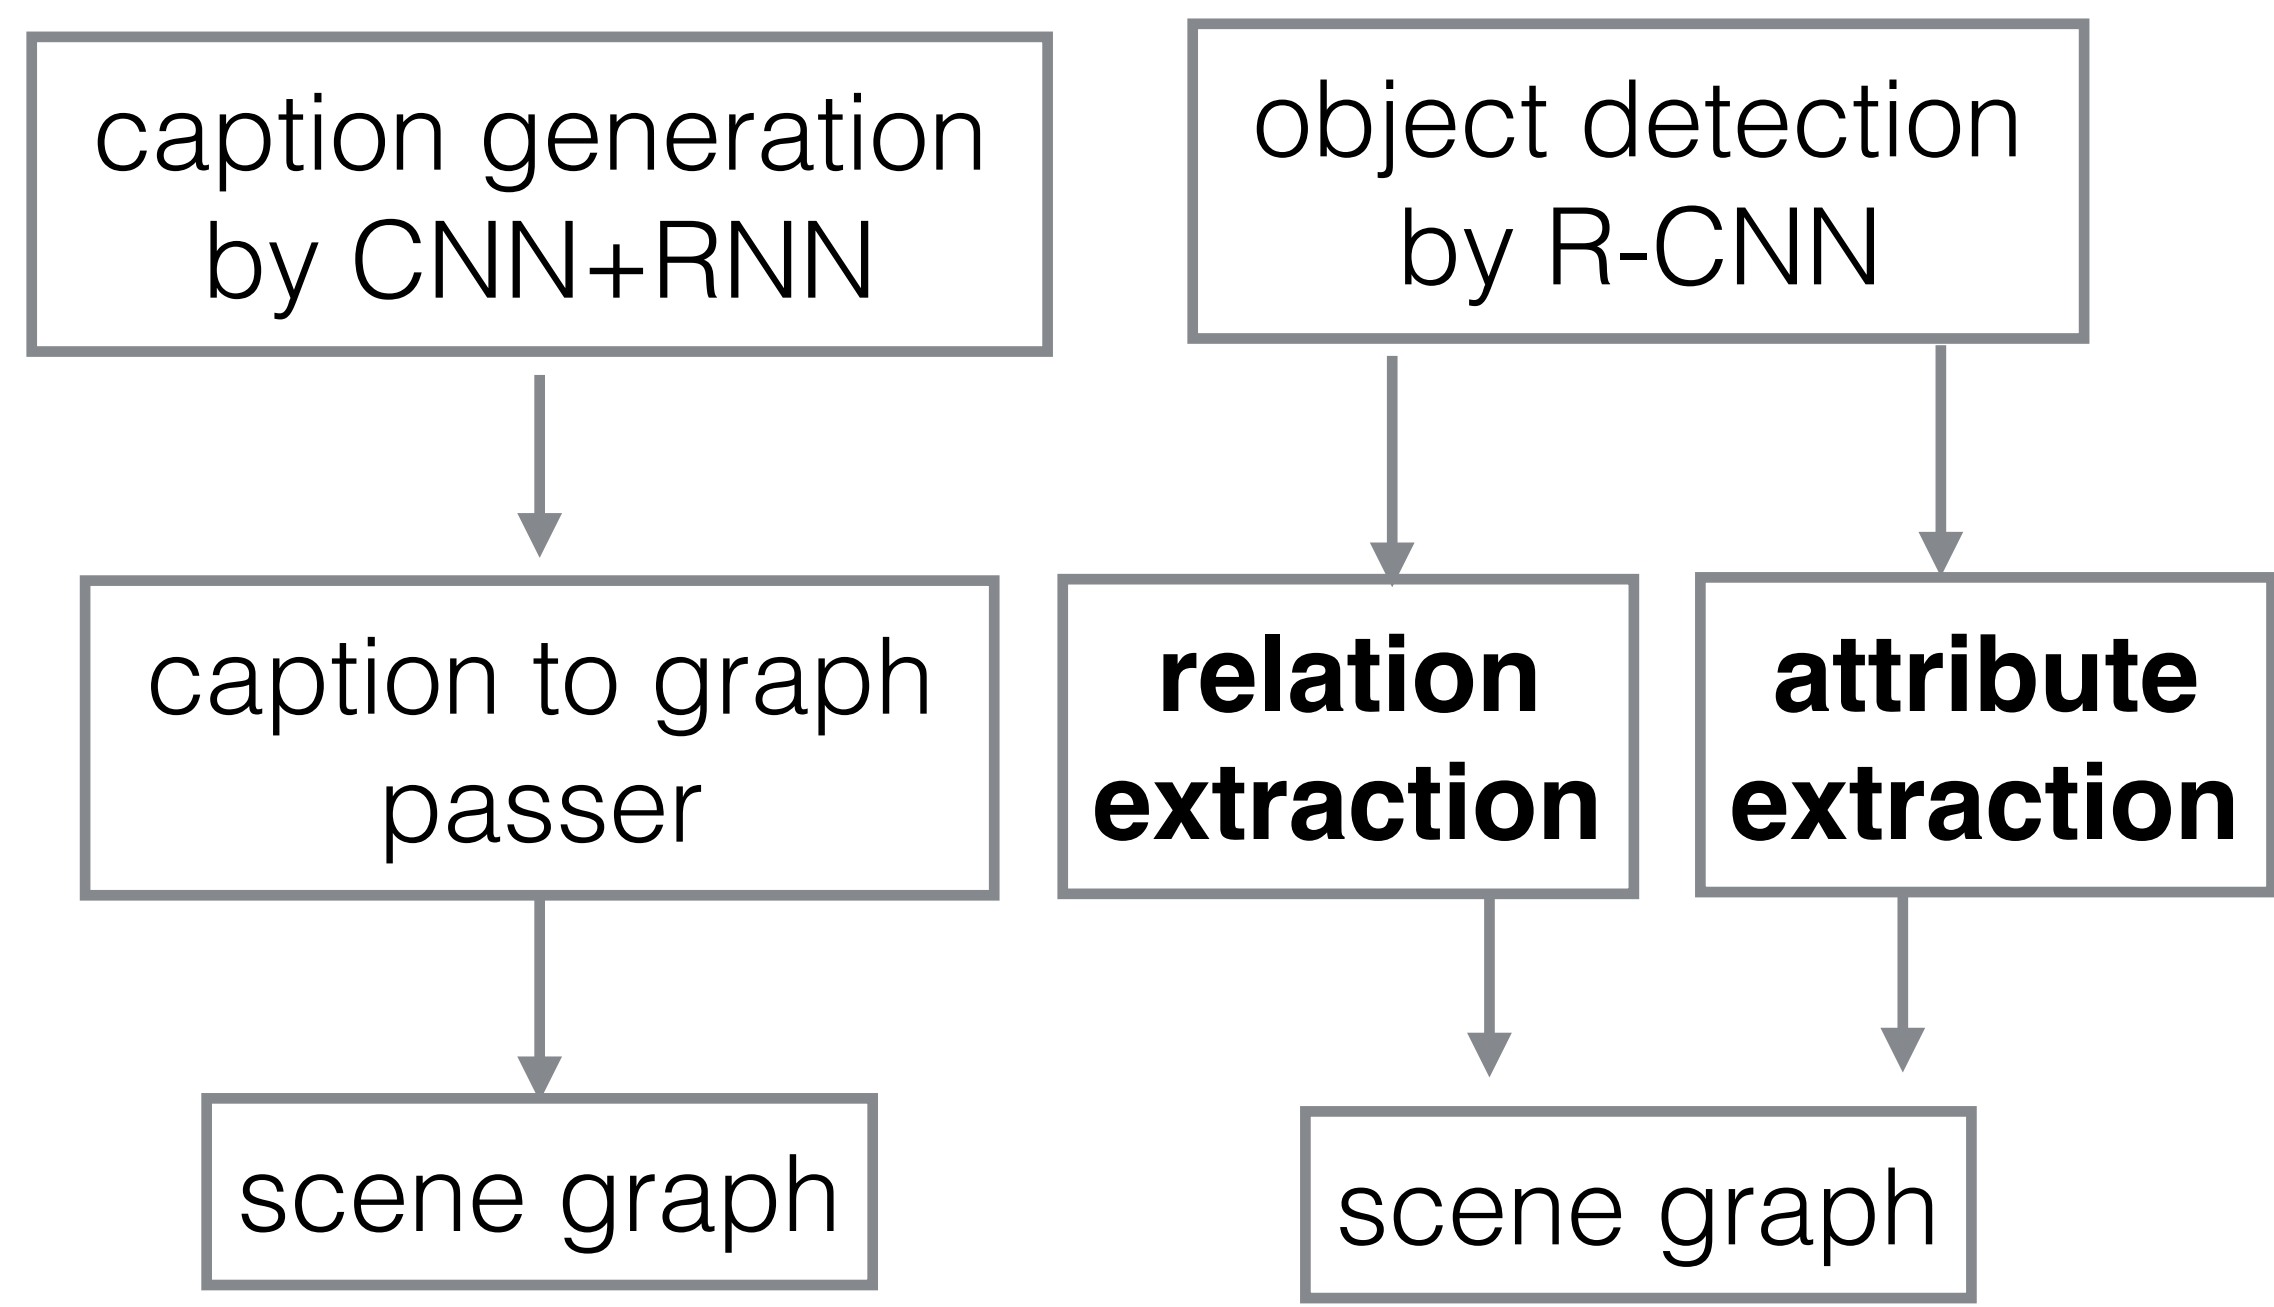 caption generation
by CNN+RNN
object detection
by R-CNN
caption to graph
passer
relation
extraction
attribute
extraction
scene graph
scene graph